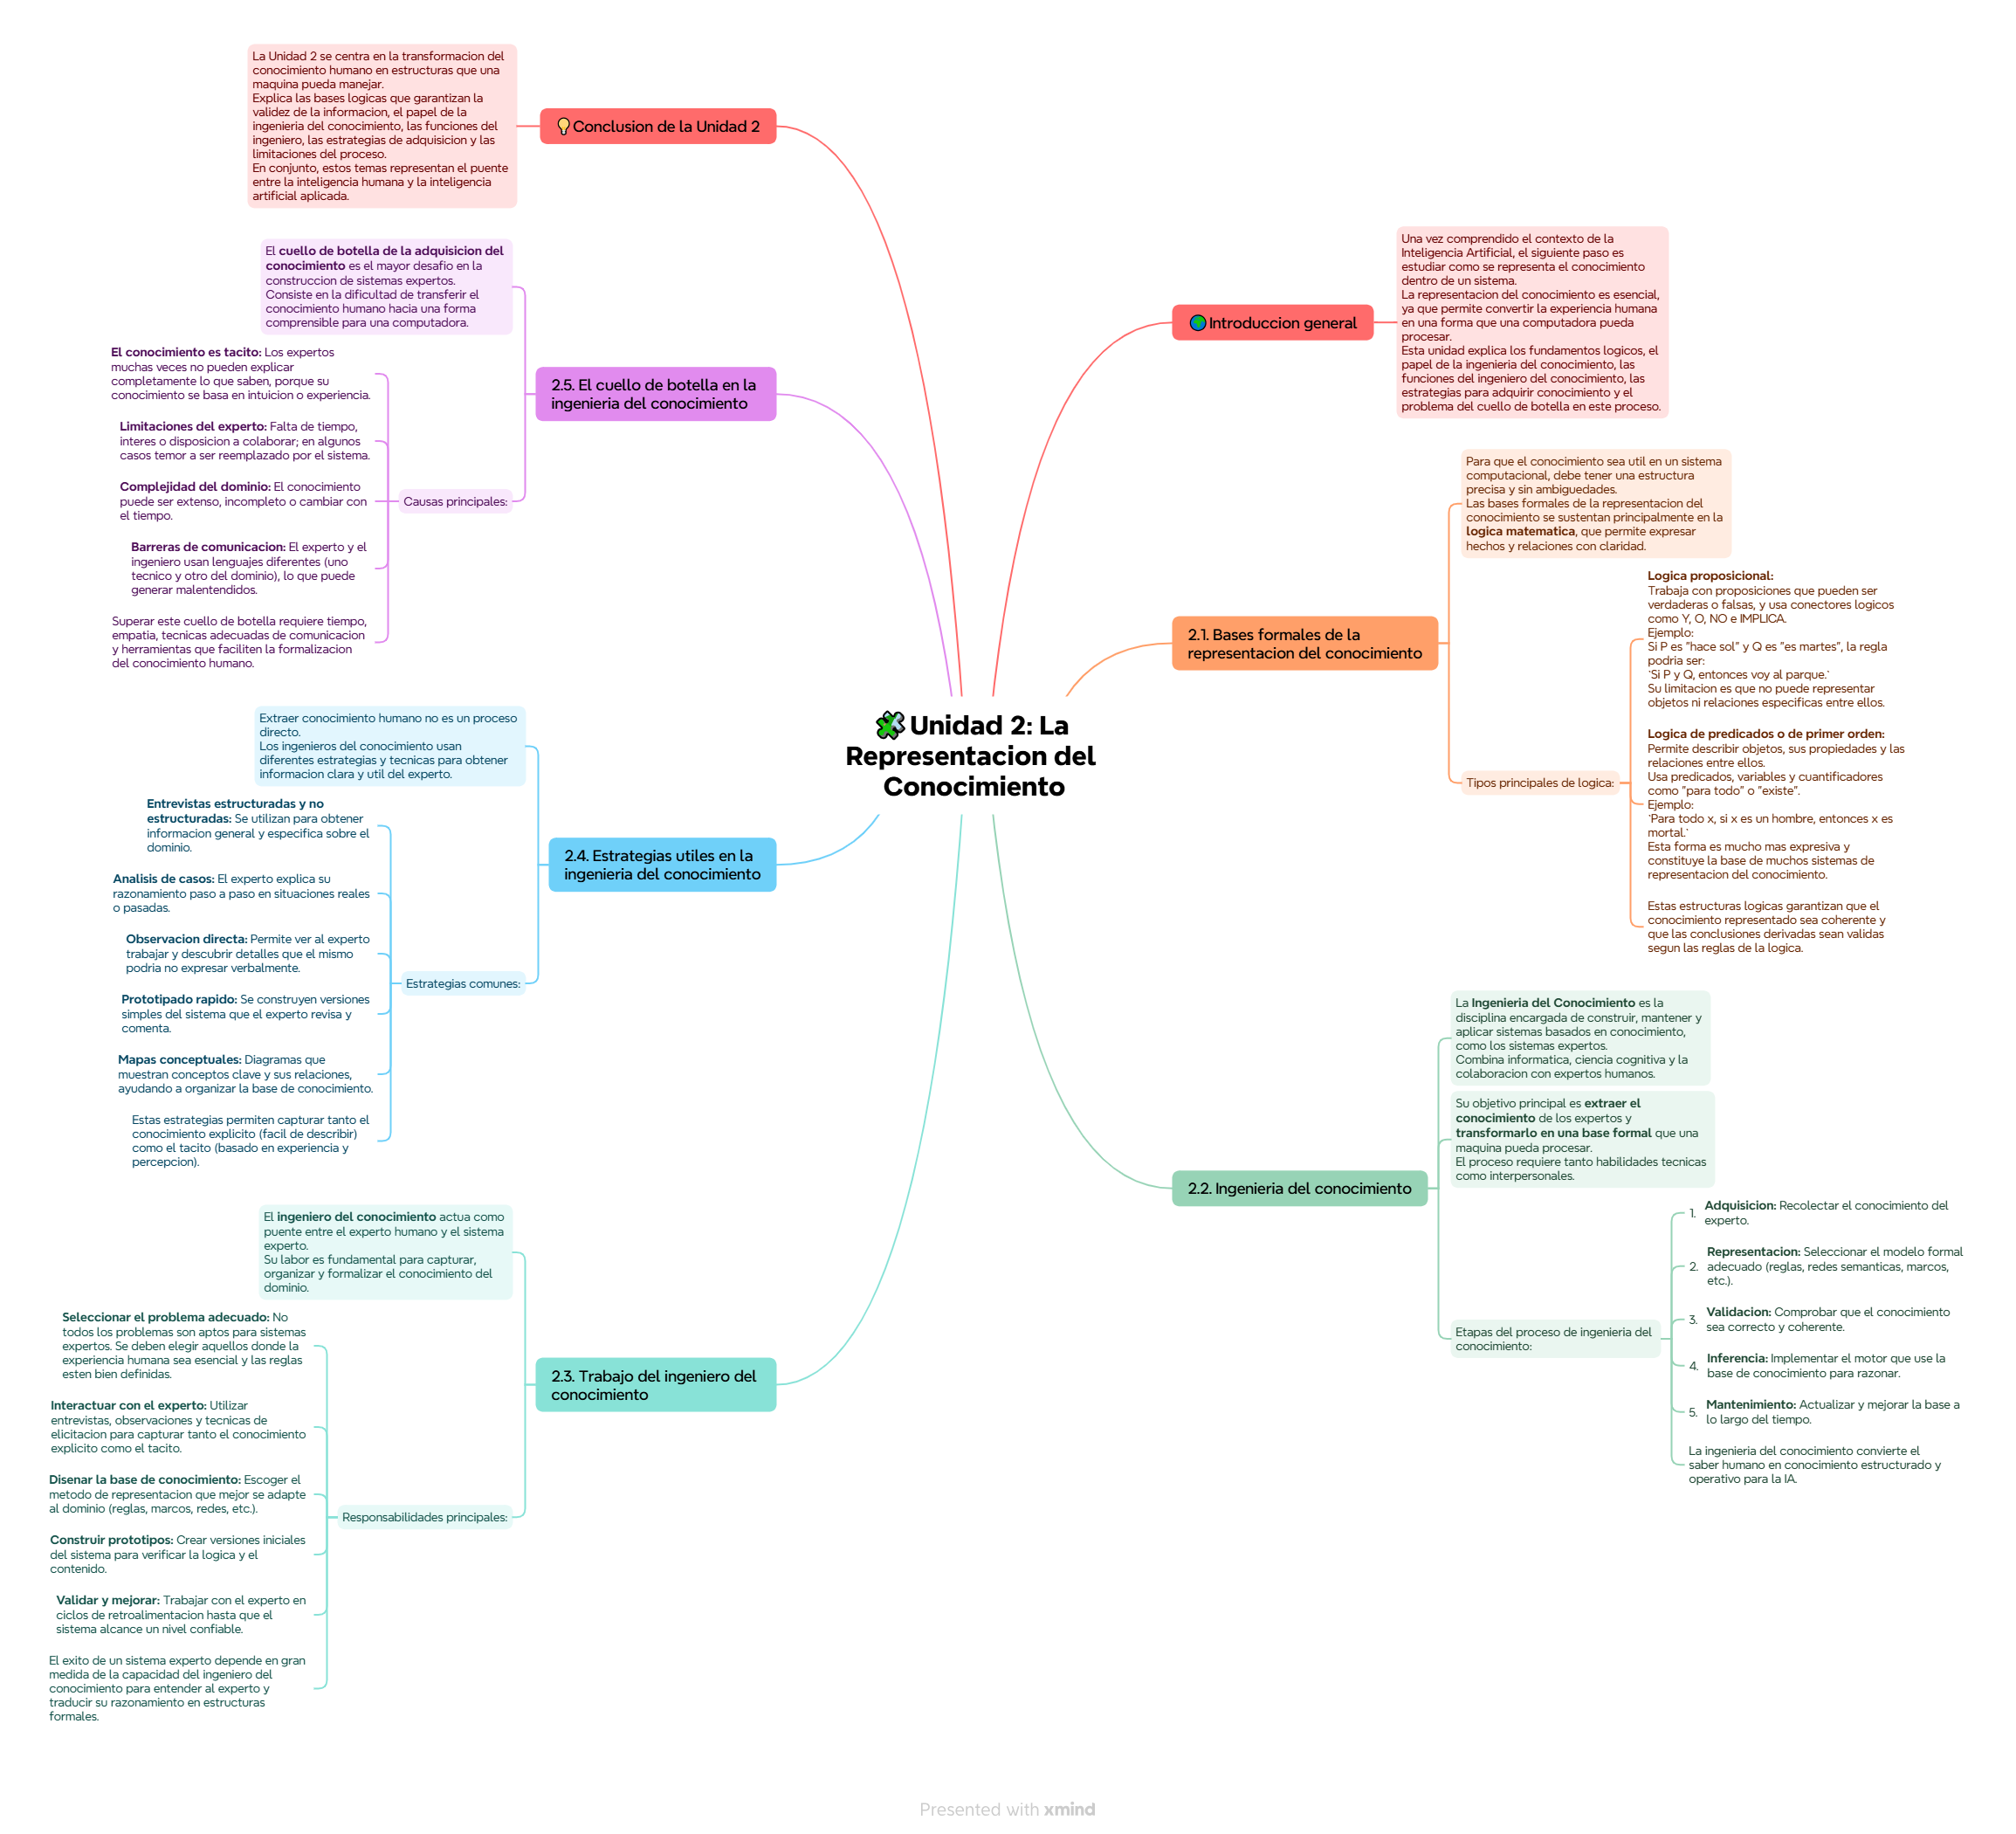 🧩 Unidad 2: La
Representacion del
Conocimiento
🌍 Introduccion general
Una vez comprendido el contexto de la
Inteligencia Artificial, el siguiente paso es
estudiar como se representa el conocimiento
dentro de un sistema.
La representacion del conocimiento es esencial,
ya que permite convertir la experiencia humana
en una forma que una computadora pueda
procesar.
Esta unidad explica los fundamentos logicos, el
papel de la ingenieria del conocimiento, las
funciones del ingeniero del conocimiento, las
estrategias para adquirir conocimiento y el
problema del cuello de botella en este proceso.
2.1. Bases formales de la
representacion del conocimiento
Para que el conocimiento sea util en un sistema
computacional, debe tener una estructura
precisa y sin ambiguedades.
Las bases formales de la representacion del
conocimiento se sustentan principalmente en la
logica matematica, que permite expresar
hechos y relaciones con claridad.
Tipos principales de logica:
Logica proposicional:
Trabaja con proposiciones que pueden ser
verdaderas o falsas, y usa conectores logicos
como Y, O, NO e IMPLICA.
Ejemplo:
Si P es "hace sol" y Q es "es martes", la regla
podria ser:
`Si P y Q, entonces voy al parque.`
Su limitacion es que no puede representar
objetos ni relaciones especificas entre ellos.
Logica de predicados o de primer orden:
Permite describir objetos, sus propiedades y las
relaciones entre ellos.
Usa predicados, variables y cuantificadores
como "para todo" o "existe".
Ejemplo:
`Para todo x, si x es un hombre, entonces x es
mortal.`
Esta forma es mucho mas expresiva y
constituye la base de muchos sistemas de
representacion del conocimiento.
Estas estructuras logicas garantizan que el
conocimiento representado sea coherente y
que las conclusiones derivadas sean validas
segun las reglas de la logica.
2.2. Ingenieria del conocimiento
La Ingenieria del Conocimiento es la
disciplina encargada de construir, mantener y
aplicar sistemas basados en conocimiento,
como los sistemas expertos.
Combina informatica, ciencia cognitiva y la
colaboracion con expertos humanos.
Su objetivo principal es extraer el
conocimiento de los expertos y
transformarlo en una base formal que una
maquina pueda procesar.
El proceso requiere tanto habilidades tecnicas
como interpersonales.
Etapas del proceso de ingenieria del
conocimiento:
1. Adquisicion: Recolectar el conocimiento del
experto.
2. Representacion: Seleccionar el modelo formal
adecuado (reglas, redes semanticas, marcos,
etc.).
3. Validacion: Comprobar que el conocimiento
sea correcto y coherente.
4. Inferencia: Implementar el motor que use la
base de conocimiento para razonar.
5. Mantenimiento: Actualizar y mejorar la base a
lo largo del tiempo.
La ingenieria del conocimiento convierte el
saber humano en conocimiento estructurado y
operativo para la IA.
2.3. Trabajo del ingeniero del
conocimiento
El ingeniero del conocimiento actua como
puente entre el experto humano y el sistema
experto.
Su labor es fundamental para capturar,
organizar y formalizar el conocimiento del
dominio.
Responsabilidades principales:
Seleccionar el problema adecuado: No
todos los problemas son aptos para sistemas
expertos. Se deben elegir aquellos donde la
experiencia humana sea esencial y las reglas
esten bien definidas.
Interactuar con el experto: Utilizar
entrevistas, observaciones y tecnicas de
elicitacion para capturar tanto el conocimiento
explicito como el tacito.
Disenar la base de conocimiento: Escoger el
metodo de representacion que mejor se adapte
al dominio (reglas, marcos, redes, etc.).
Construir prototipos: Crear versiones iniciales
del sistema para verificar la logica y el
contenido.
Validar y mejorar: Trabajar con el experto en
ciclos de retroalimentacion hasta que el
sistema alcance un nivel confiable.
El exito de un sistema experto depende en gran
medida de la capacidad del ingeniero del
conocimiento para entender al experto y
traducir su razonamiento en estructuras
formales.
2.4. Estrategias utiles en la
ingenieria del conocimiento
Extraer conocimiento humano no es un proceso
directo.
Los ingenieros del conocimiento usan
diferentes estrategias y tecnicas para obtener
informacion clara y util del experto.
Estrategias comunes:
Entrevistas estructuradas y no
estructuradas: Se utilizan para obtener
informacion general y especifica sobre el
dominio.
Analisis de casos: El experto explica su
razonamiento paso a paso en situaciones reales
o pasadas.
Observacion directa: Permite ver al experto
trabajar y descubrir detalles que el mismo
podria no expresar verbalmente.
Prototipado rapido: Se construyen versiones
simples del sistema que el experto revisa y
comenta.
Mapas conceptuales: Diagramas que
muestran conceptos clave y sus relaciones,
ayudando a organizar la base de conocimiento.
Estas estrategias permiten capturar tanto el
conocimiento explicito (facil de describir)
como el tacito (basado en experiencia y
percepcion).
2.5. El cuello de botella en la
ingenieria del conocimiento
El cuello de botella de la adquisicion del
conocimiento es el mayor desafio en la
construccion de sistemas expertos.
Consiste en la dificultad de transferir el
conocimiento humano hacia una forma
comprensible para una computadora.
Causas principales:
El conocimiento es tacito: Los expertos
muchas veces no pueden explicar
completamente lo que saben, porque su
conocimiento se basa en intuicion o experiencia.
Limitaciones del experto: Falta de tiempo,
interes o disposicion a colaborar; en algunos
casos temor a ser reemplazado por el sistema.
Complejidad del dominio: El conocimiento
puede ser extenso, incompleto o cambiar con
el tiempo.
Barreras de comunicacion: El experto y el
ingeniero usan lenguajes diferentes (uno
tecnico y otro del dominio), lo que puede
generar malentendidos.
Superar este cuello de botella requiere tiempo,
empatia, tecnicas adecuadas de comunicacion
y herramientas que faciliten la formalizacion
del conocimiento humano.
💡 Conclusion de la Unidad 2
La Unidad 2 se centra en la transformacion del
conocimiento humano en estructuras que una
maquina pueda manejar.
Explica las bases logicas que garantizan la
validez de la informacion, el papel de la
ingenieria del conocimiento, las funciones del
ingeniero, las estrategias de adquisicion y las
limitaciones del proceso.
En conjunto, estos temas representan el puente
entre la inteligencia humana y la inteligencia
artificial aplicada.
Presented with xmind